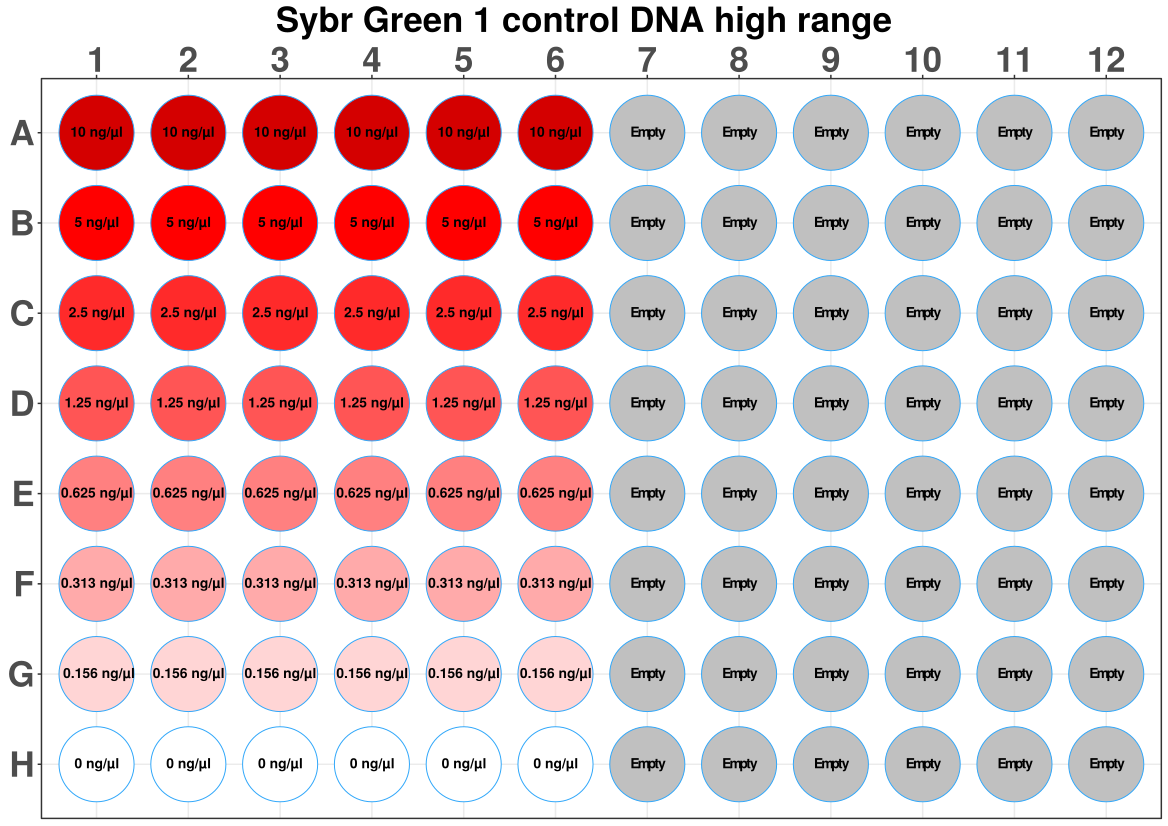 Sybr Green 1 control DNA high range
1 2 3 4 5 6 7 8 9 10 11 12
A 10 ng/µl 10 ng/µl 10 ng/µl 10 ng/µl 10 ng/µl 10 ng/µl Empty Empty Empty Empty Empty Empty
B 5 ng/µl 5 ng/µl 5 ng/µl 5 ng/µl 5 ng/µl 5 ng/µl Empty Empty Empty Empty Empty Empty
C 2.5 ng/µl 2.5 ng/µl 2.5 ng/µl 2.5 ng/µl 2.5 ng/µl 2.5 ng/µl Empty Empty Empty Empty Empty Empty
D 1.25 ng/µl 1.25 ng/µl 1.25 ng/µl 1.25 ng/µl 1.25 ng/µl 1.25 ng/µl Empty Empty Empty Empty Empty Empty
E 0.625 ng/µl 0.625 ng/µl 0.625 ng/µl 0.625 ng/µl 0.625 ng/µl 0.625 ng/µl Empty Empty Empty Empty Empty Empty
F 0.313 ng/µl 0.313 ng/µl 0.313 ng/µl 0.313 ng/µl 0.313 ng/µl 0.313 ng/µl Empty Empty Empty Empty Empty Empty
G 0.156 ng/µl 0.156 ng/µl 0.156 ng/µl 0.156 ng/µl 0.156 ng/µl 0.156 ng/µl Empty Empty Empty Empty Empty Empty
H 0 ng/µl 0 ng/µl 0 ng/µl 0 ng/µl 0 ng/µl 0 ng/µl Empty Empty Empty Empty Empty Empty